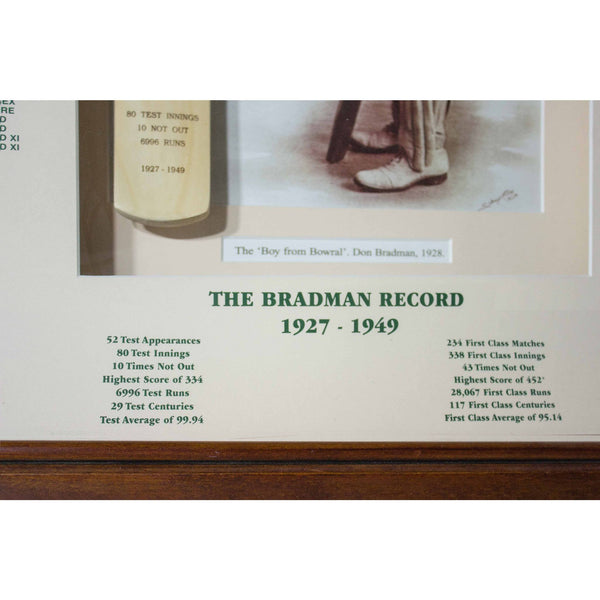 EX
RE
D
D
D XI
D XI
80 TEST INNINGS
10 NOT OUT
6996 RUNS
1927 - 1949
The 'Boy from Bowral'. Don Bradman, 1928.
THE BRADMAN RECORD
1927 - 1949
52 Test Appearances
80 Test Innings
10 Times Not Out
Highest Score of 334
6996 Test Runs
29 Test Centuries
Test Average of 99.94
234 First Class Matches
338 First Class Innings
43 Times Not Out
Highest Score of 452*
28,067 First Class Runs
117 First Class Centuries
First Class Average of 95.14